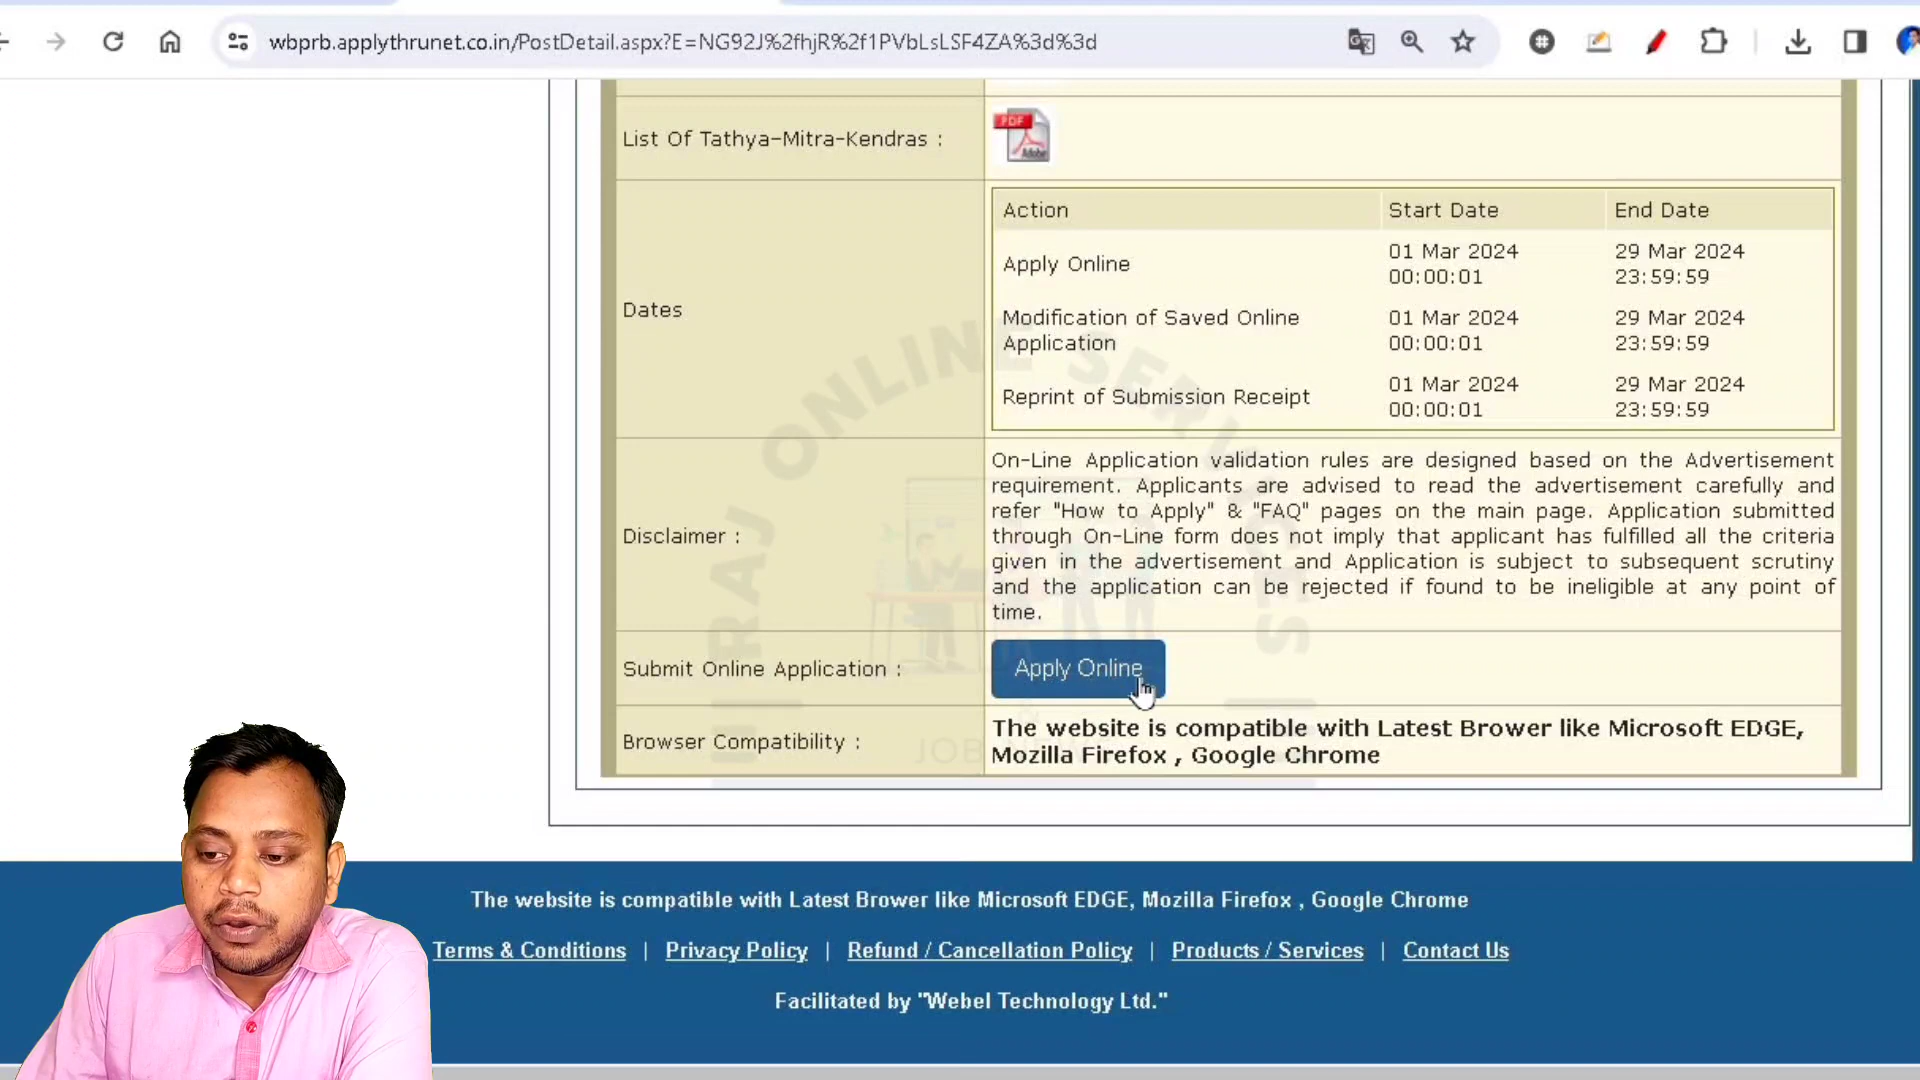 wbprb.applythrunet.co.in/PostDetail.aspx?E=NG92J%2fhjR%2f1PVbLsLSF4ZA%3d%3d
List Of Tathya-Mitra-Kendras :
PDF
Adobe
Dates
Action Start Date End Date
Apply Online 01 Mar 2024 00:00:01 29 Mar 2024 23:59:59
Modification of Saved Online Application 01 Mar 2024 00:00:01 29 Mar 2024 23:59:59
Reprint of Submission Receipt 01 Mar 2024 00:00:01 29 Mar 2024 23:59:59
Disclaimer :
On-Line Application validation rules are designed based on the Advertisement
requirement. Applicants are advised to read the advertisement carefully and
refer "How to Apply" & "FAQ" pages on the main page. Application submitted
through On-Line form does not imply that applicant has fulfilled all the criteria
given in the advertisement and Application is subject to subsequent scrutiny
and the application can be rejected if found to be ineligible at any point of
time.
Submit Online Application :
Apply Online
Browser Compatibility :
The website is compatible with Latest Brower like Microsoft EDGE,
Mozilla Firefox , Google Chrome
RAJ ONLINE SERVICES
The website is compatible with Latest Brower like Microsoft EDGE, Mozilla Firefox , Google Chrome
Terms & Conditions | Privacy Policy | Refund / Cancellation Policy | Products / Services | Contact Us
Facilitated by "Webel Technology Ltd."